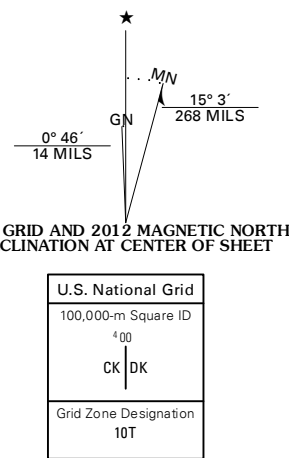 ★
MN
GN
15° 3´
268 MILS
0° 46´
14 MILS
GRID AND 2012 MAGNETIC NORTH
CLINATION AT CENTER OF SHEET
U.S. National Grid
100,000-m Square ID
⁴00
CK DK
Grid Zone Designation
10T